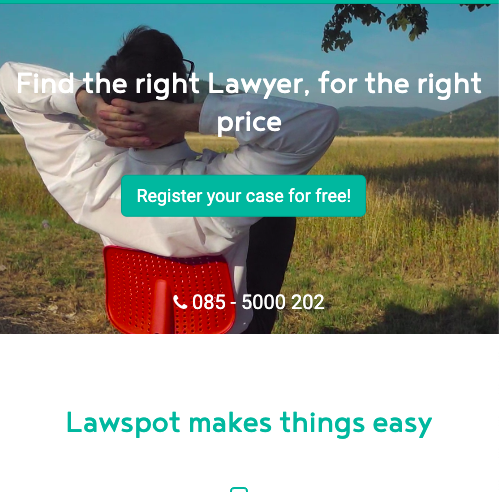 Find the right Lawyer, for the right
price
Register your case for free!
085 - 5000 202
Lawspot makes things easy